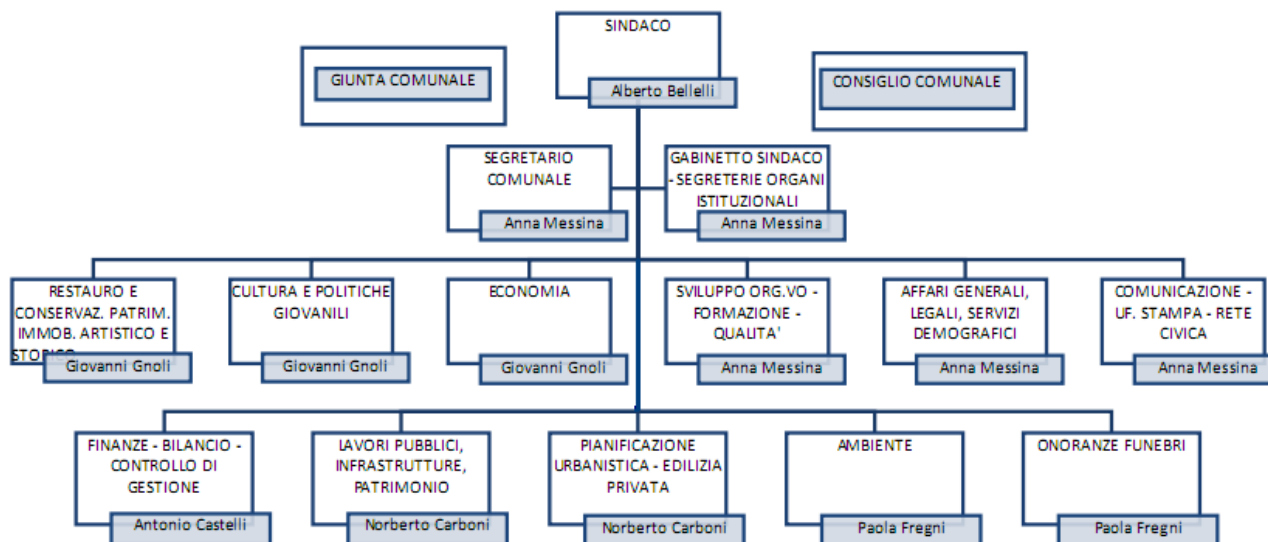 SINDACO
Alberto Bellelli
GIUNTA COMUNALE
CONSIGLIO COMUNALE
SEGRETARIO
COMUNALE
Anna Messina
GABINETTO SINDACO
- SEGRETERIE ORGANI
ISTITUZIONALI
Anna Messina
RESTAURO E
CONSERVAZ. PATRIM.
IMMOB. ARTISTICO E
STORICO
Giovanni Gnoli
CULTURA E POLITICHE
GIOVANILI
Giovanni Gnoli
ECONOMIA
Giovanni Gnoli
SVILUPPO ORG.VO -
FORMAZIONE -
QUALITA'
Anna Messina
AFFARI GENERALI,
LEGALI, SERVIZI
DEMOGRAFICI
Anna Messina
COMUNICAZIONE -
UF. STAMPA - RETE
CIVICA
Anna Messina
FINANZE - BILANCIO -
CONTROLLO DI
GESTIONE
Antonio Castelli
LAVORI PUBBLICI,
INFRASTRUTTURE,
PATRIMONIO
Norberto Carboni
PIANIFICAZIONE
URBANISTICA - EDILIZIA
PRIVATA
Norberto Carboni
AMBIENTE
Paola Fregni
ONORANZE FUNEBRI
Paola Fregni